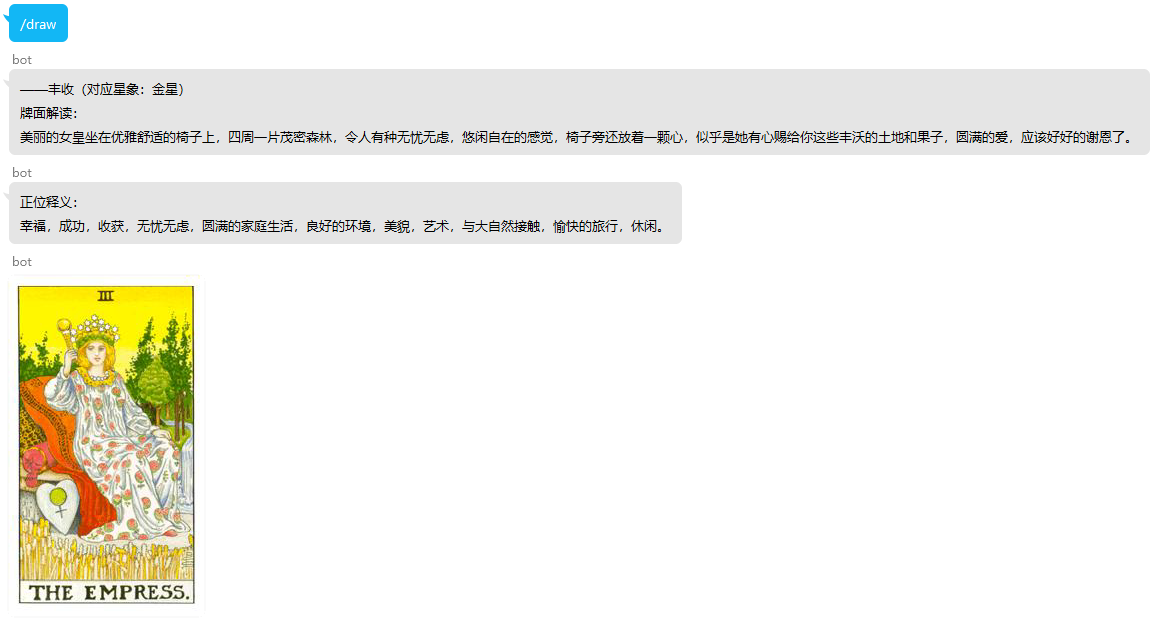 /draw
bot
——丰收（对应星象：金星）
牌面解读：
美丽的女皇坐在优雅舒适的椅子上，四周一片茂密森林，令人有种无忧无虑，悠闲自在的感觉，椅子旁还放着一颗心，似乎是她有心赐给你这些丰沃的土地和果子，圆满的爱，应该好好的谢恩了。
bot
正位释义：
幸福，成功，收获，无忧无虑，圆满的家庭生活，良好的环境，美貌，艺术，与大自然接触，愉快的旅行，休闲。
bot
III
THE EMPRESS.